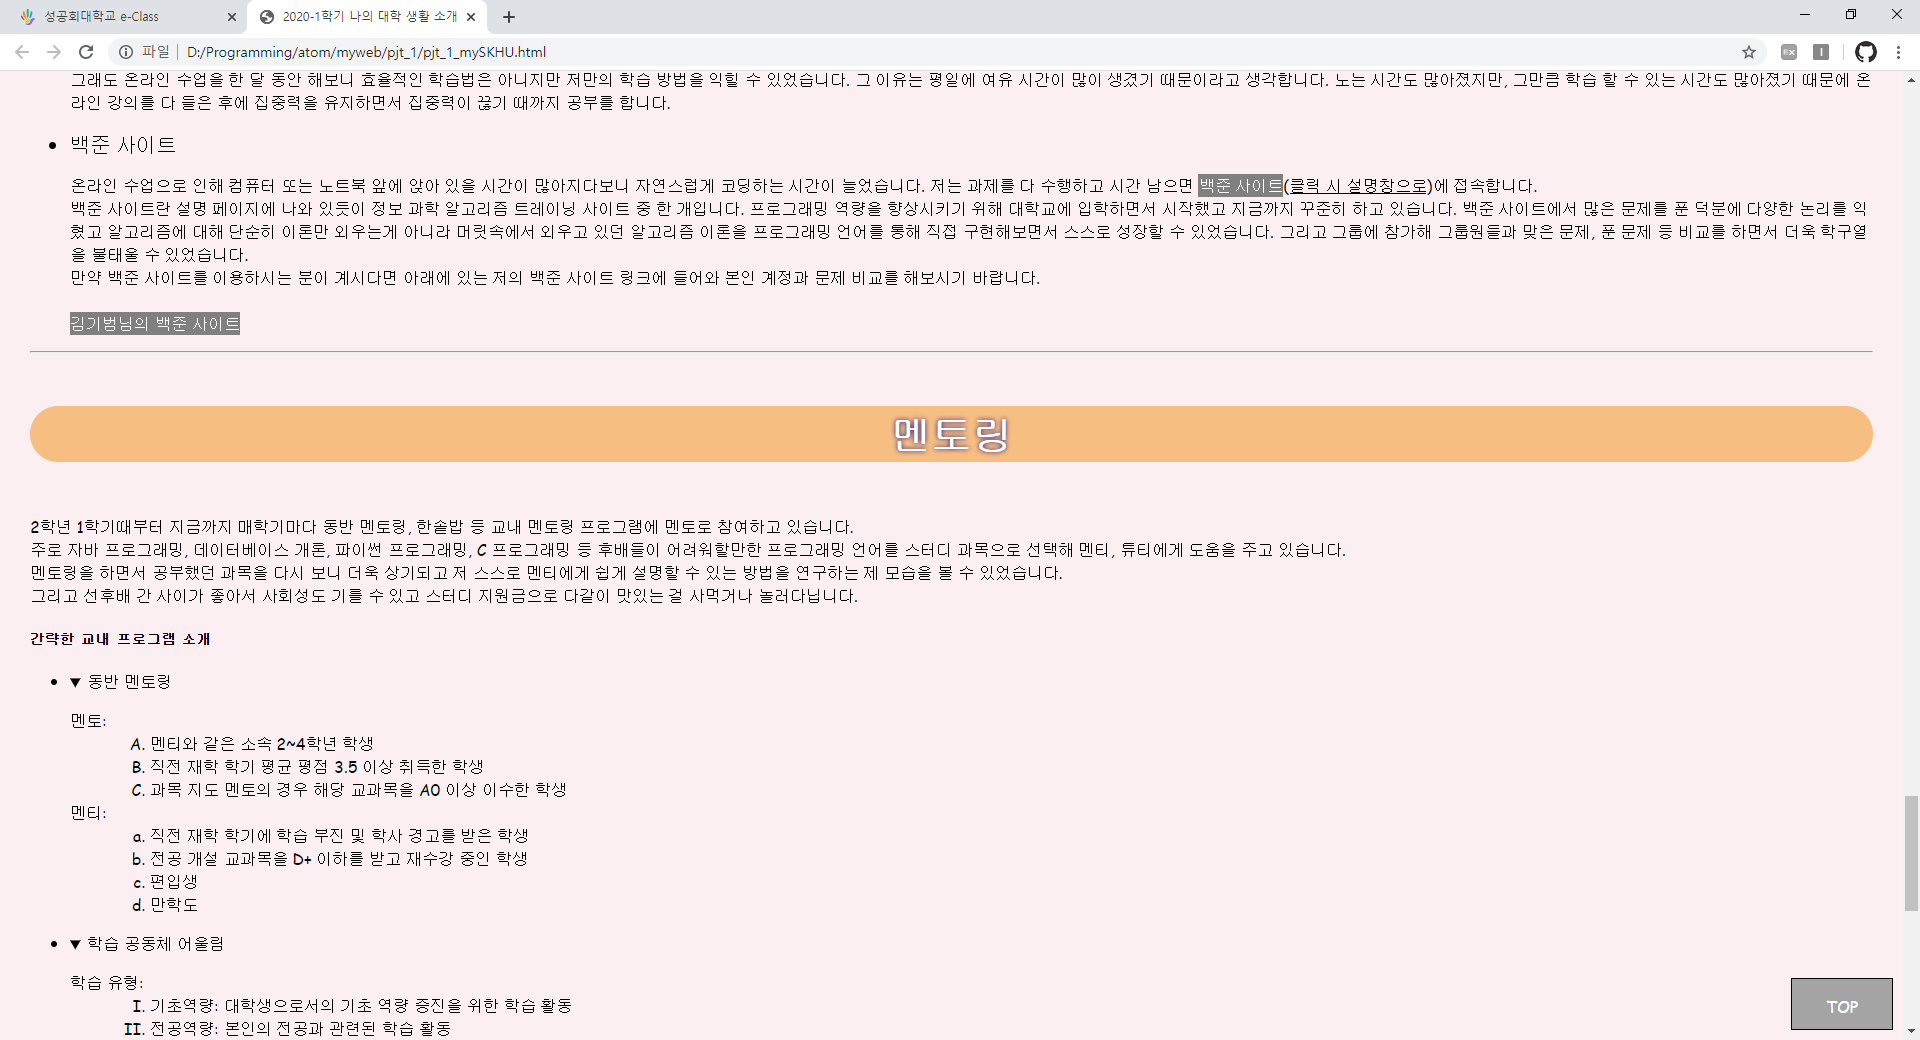 성공회대학교 e-Class
2020-1학기 나의 대학 생활 소개
파일 D:/Programming/atom/myweb/pjt_1/pjt_1_mySKHU.html
그래도 온라인 수업을 한 달 동안 해보니 효율적인 학습법은 아니지만 저만의 학습 방법을 익힐 수 있었습니다. 그 이유는 평일에 여유 시간이 많이 생겼기 때문이라고 생각합니다. 노는 시간도 많아졌지만, 그만큼 학습 할 수 있는 시간도 많아졌기 때문에 온
라인 강의를 다 들은 후에 집중력을 유지하면서 집중력이 끊기 때까지 공부를 합니다.
백준 사이트
온라인 수업으로 인해 컴퓨터 또는 노트북 앞에 앉아 있을 시간이 많아지다보니 자연스럽게 코딩하는 시간이 늘었습니다. 저는 과제를 다 수행하고 시간 남으면 백준 사이트(클릭 시 설명창으로)에 접속합니다.
백준 사이트란 설명 페이지에 나와 있듯이 정보 과학 알고리즘 트레이닝 사이트 중 한 개입니다. 프로그래밍 역량을 향상시키기 위해 대학교에 입학하면서 시작했고 지금까지 꾸준히 하고 있습니다. 백준 사이트에서 많은 문제를 푼 덕분에 다양한 논리를 익
혔고 알고리즘에 대해 단순히 이론만 외우는게 아니라 머릿속에서 외우고 있던 알고리즘 이론을 프로그래밍 언어를 통해 직접 구현해보면서 스스로 성장할 수 있었습니다. 그리고 그룹에 참가해 그룹원들과 맞은 문제, 푼 문제 등 비교를 하면서 더욱 학구열
을 불태울 수 있었습니다.
만약 백준 사이트를 이용하시는 분이 계시다면 아래에 있는 저의 백준 사이트 링크에 들어와 본인 계정과 문제 비교를 해보시기 바랍니다.
김기범님의 백준 사이트
멘토링
2학년 1학기때부터 지금까지 매학기마다 동반 멘토링, 한솥밥 등 교내 멘토링 프로그램에 멘토로 참여하고 있습니다.
주로 자바 프로그래밍, 데이터베이스 개론, 파이썬 프로그래밍, C 프로그래밍 등 후배들이 어려워할만한 프로그래밍 언어를 스터디 과목으로 선택해 멘티, 튜티에게 도움을 주고 있습니다.
멘토링을 하면서 공부했던 과목을 다시 보니 더욱 상기되고 저 스스로 멘티에게 쉽게 설명할 수 있는 방법을 연구하는 제 모습을 볼 수 있었습니다.
그리고 선후배 간 사이가 좋아서 사회성도 기를 수 있고 스터디 지원금으로 다같이 맛있는 걸 사먹거나 놀러다닙니다.
간략한 교내 프로그램 소개
▼ 동반 멘토링
멘토:
A. 멘티와 같은 소속 2~4학년 학생
B. 직전 재학 학기 평균 평점 3.5 이상 취득한 학생
C. 과목 지도 멘토의 경우 해당 교과목을 A0 이상 이수한 학생
멘티:
a. 직전 재학 학기에 학습 부진 및 학사 경고를 받은 학생
b. 전공 개설 교과목을 D+ 이하를 받고 재수강 중인 학생
c. 편입생
d. 만학도
▼ 학습 공동체 어울림
학습 유형:
I. 기초역량: 대학생으로서의 기초 역량 증진을 위한 학습 활동
II. 전공역량: 본인의 전공과 관련된 학습 활동
TOP